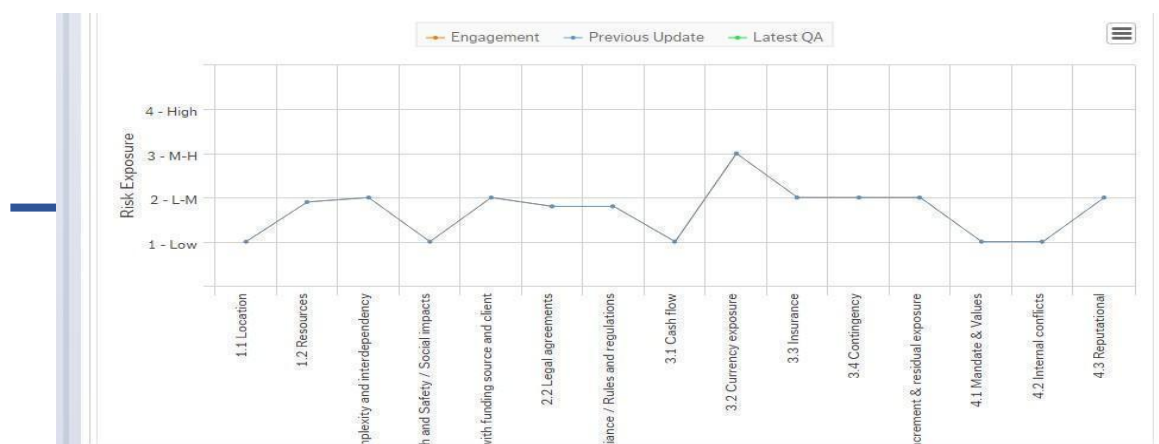 Engagement Previous Update Latest QA
Risk Exposure
4 - High
3 - M-H
2 - L-M
1 - Low
1.1 Location
1.2 Resources
mplexity and interdependency
h and Safety / Social impacts
with funding source and client
2.2 Legal agreements
iance / Rules and regulations
3.1 Cash flow
3.2 Currency exposure
3.3 Insurance
3.4 Contingency
ncrement & residual exposure
4.1 Mandate & Values
4.2 Internal conflicts
4.3 Reputational